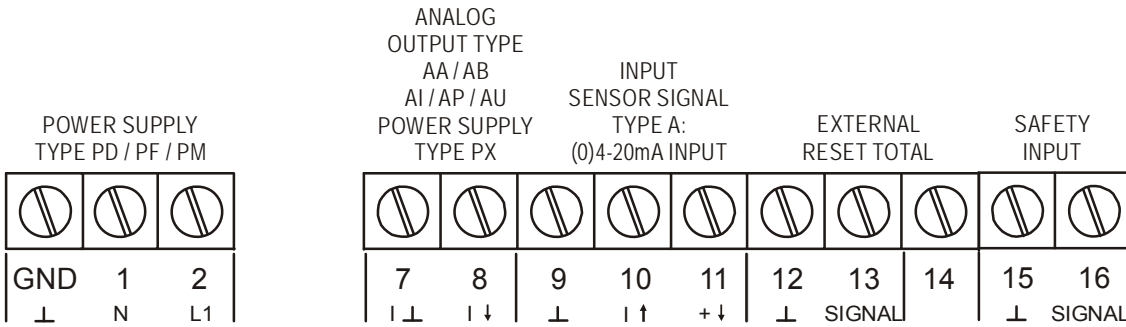 ANALOG
OUTPUT TYPE
AA / AB
AI / AP / AU
POWER SUPPLY
TYPE PX
INPUT
SENSOR SIGNAL
TYPE A:
(0)4-20mA INPUT
POWER SUPPLY
TYPE PD / PF / PM
EXTERNAL
RESET TOTAL
SAFETY
INPUT
GND 1 2 7 8 9 10 11 12 13 14 15 16
⊥ N L1 I ⊥ I ↓ ⊥ I ↑ + ↓ ⊥ SIGNAL ⊥ SIGNAL